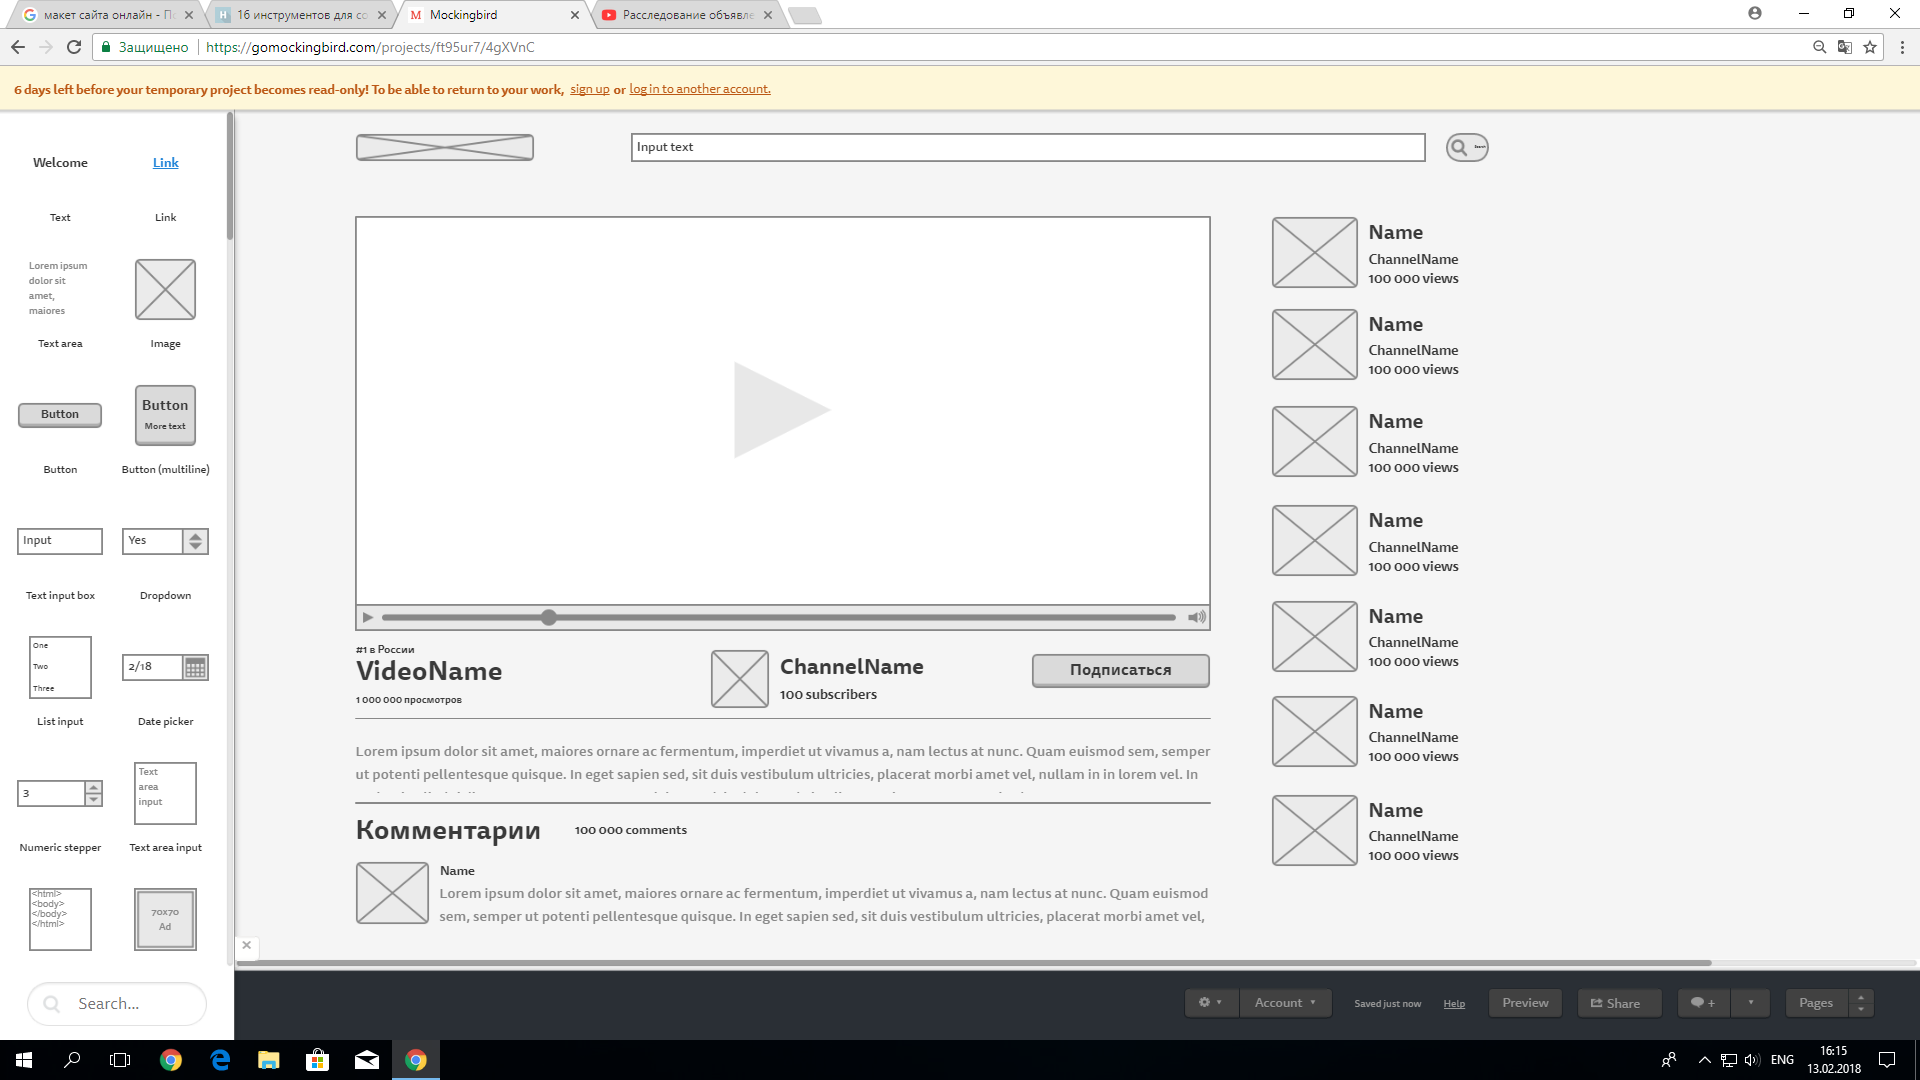 макет сайта онлайн - По
16 инструментов для со
Mockingbird
Расследование объявле
Защищено
https://gomockingbird.com/projects/ft95ur7/4gXVnC
6 days left before your temporary project becomes read-only! To be able to return to your work, sign up or log in to another account.
Welcome
Link
Text
Link
Lorem ipsum
dolor sit
amet,
maiores
Text area
Image
Button
Button
More text
Button
Button (multiline)
Input
Yes
Text input box
Dropdown
One
Two
Three
2/18
List input
Date picker
3
Text
area
input
Numeric stepper
Text area input
<html>
<body>
</body>
</html>
70x70
Ad
Search...
Input text
Search
#1 в России
VideoName
1 000 000 просмотров
ChannelName
100 subscribers
Подписаться
Lorem ipsum dolor sit amet, maiores ornare ac fermentum, imperdiet ut vivamus a, nam lectus at nunc. Quam euismod sem, semper
ut potenti pellentesque quisque. In eget sapien sed, sit duis vestibulum ultricies, placerat morbi amet vel, nullam in in lorem vel. In
Комментарии
100 000 comments
Name
Lorem ipsum dolor sit amet, maiores ornare ac fermentum, imperdiet ut vivamus a, nam lectus at nunc. Quam euismod
sem, semper ut potenti pellentesque quisque. In eget sapien sed, sit duis vestibulum ultricies, placerat morbi amet vel,
Name
ChannelName
100 000 views
Name
ChannelName
100 000 views
Name
ChannelName
100 000 views
Name
ChannelName
100 000 views
Name
ChannelName
100 000 views
Name
ChannelName
100 000 views
Name
ChannelName
100 000 views
Account
Saved just now
Help
Preview
Share
+
Pages
ENG
16:15
13.02.2018